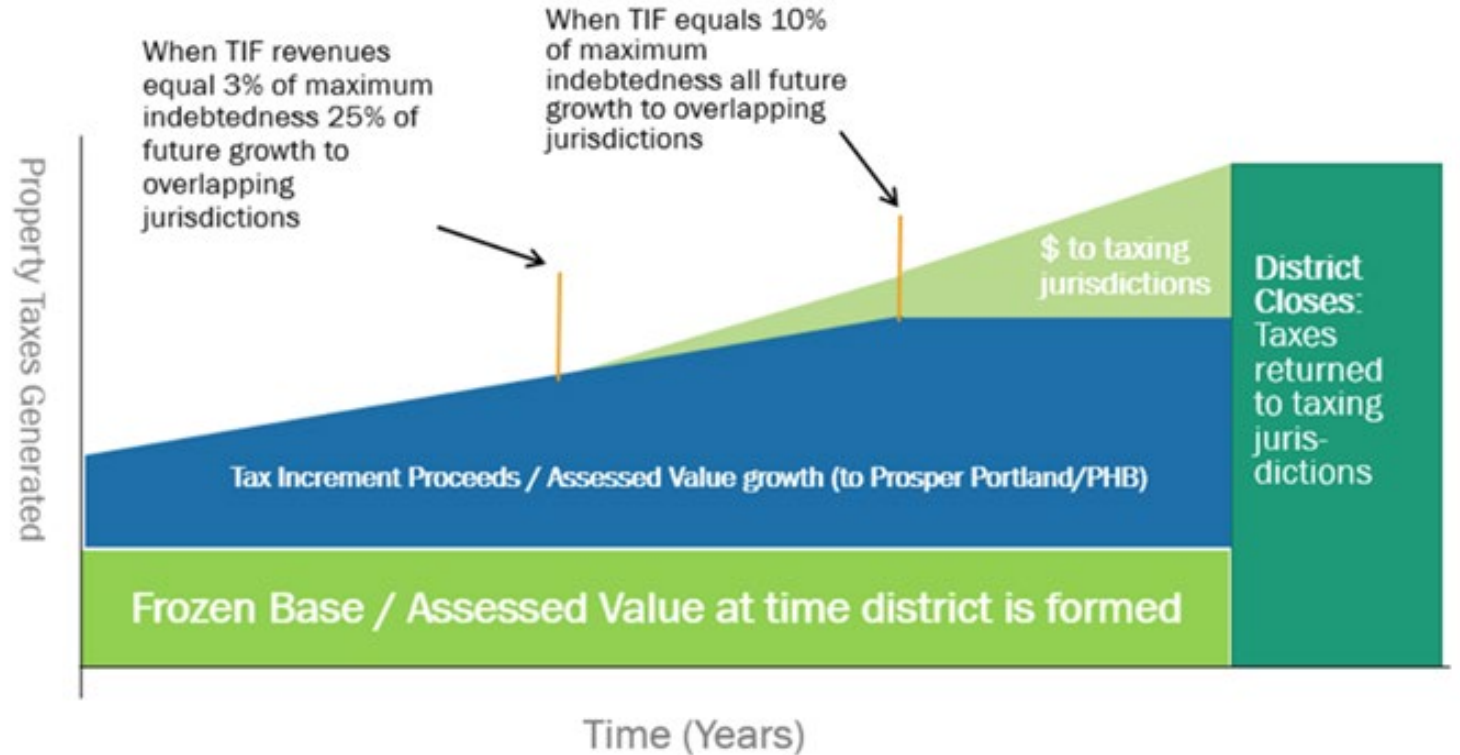 When TIF revenues
equal 3% of maximum
indebtedness 25% of
future growth to
overlapping
jurisdictions
When TIF equals 10%
of maximum
indebtedness all future
growth to overlapping
jurisdictions
Property Taxes Generated
$ to taxing
jurisdictions
District
Closes:
Taxes
returned
to taxing
juris-
dictions
Tax Increment Proceeds / Assessed Value growth (to Prosper Portland/PHB)
Frozen Base / Assessed Value at time district is formed
Time (Years)